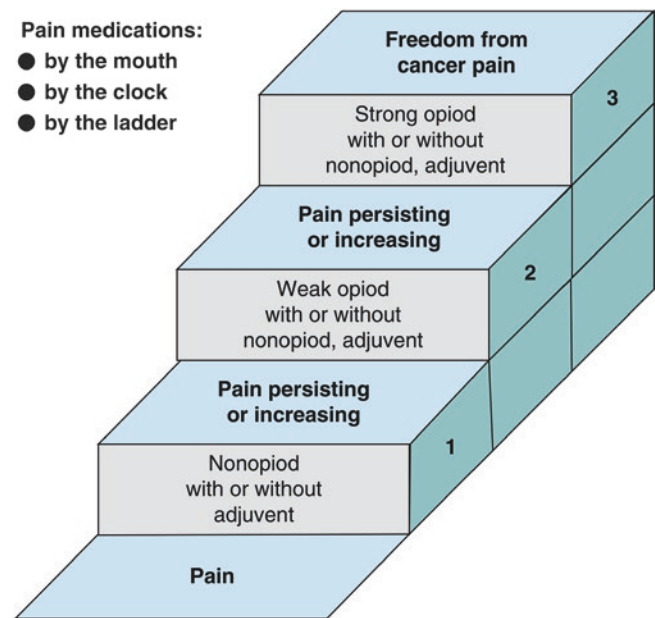 Pain medications:
● by the mouth
● by the clock
● by the ladder
Freedom from
cancer pain
3
Strong opiod
with or without
nonopiod, adjuvent
Pain persisting
or increasing
2
Weak opiod
with or without
nonopiod, adjuvent
Pain persisting
or increasing
1
Nonopiod
with or without
adjuvent
Pain